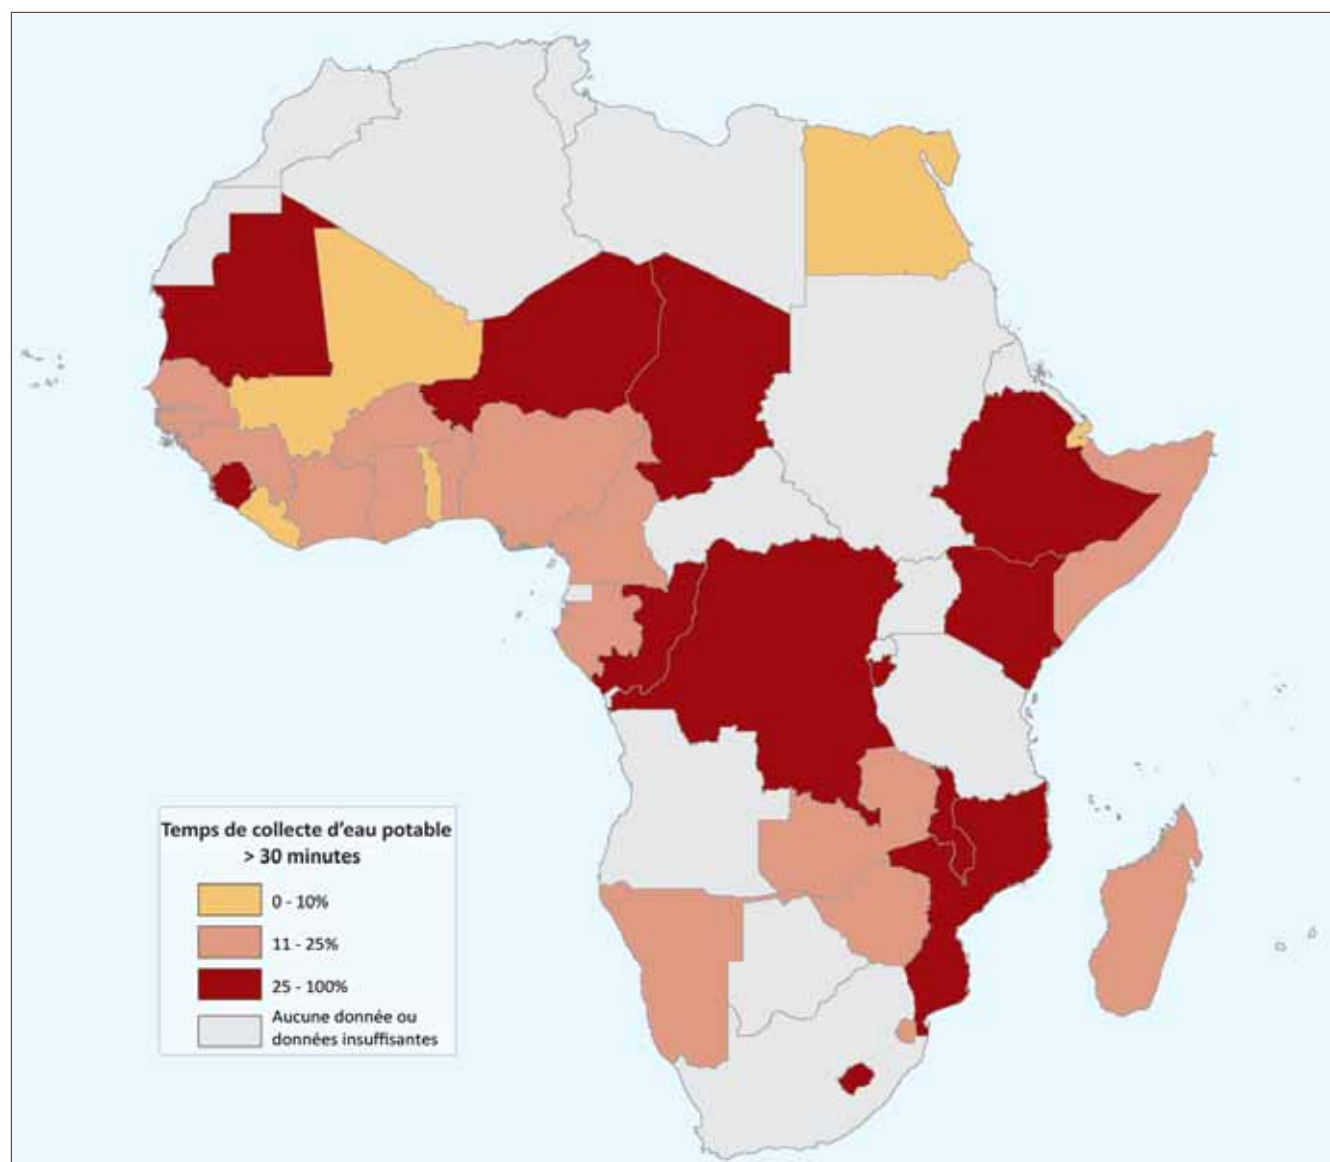 Temps de collecte d'eau potable
> 30 minutes
0 - 10%
11 - 25%
25 - 100%
Aucune donnée ou
données insuffisantes